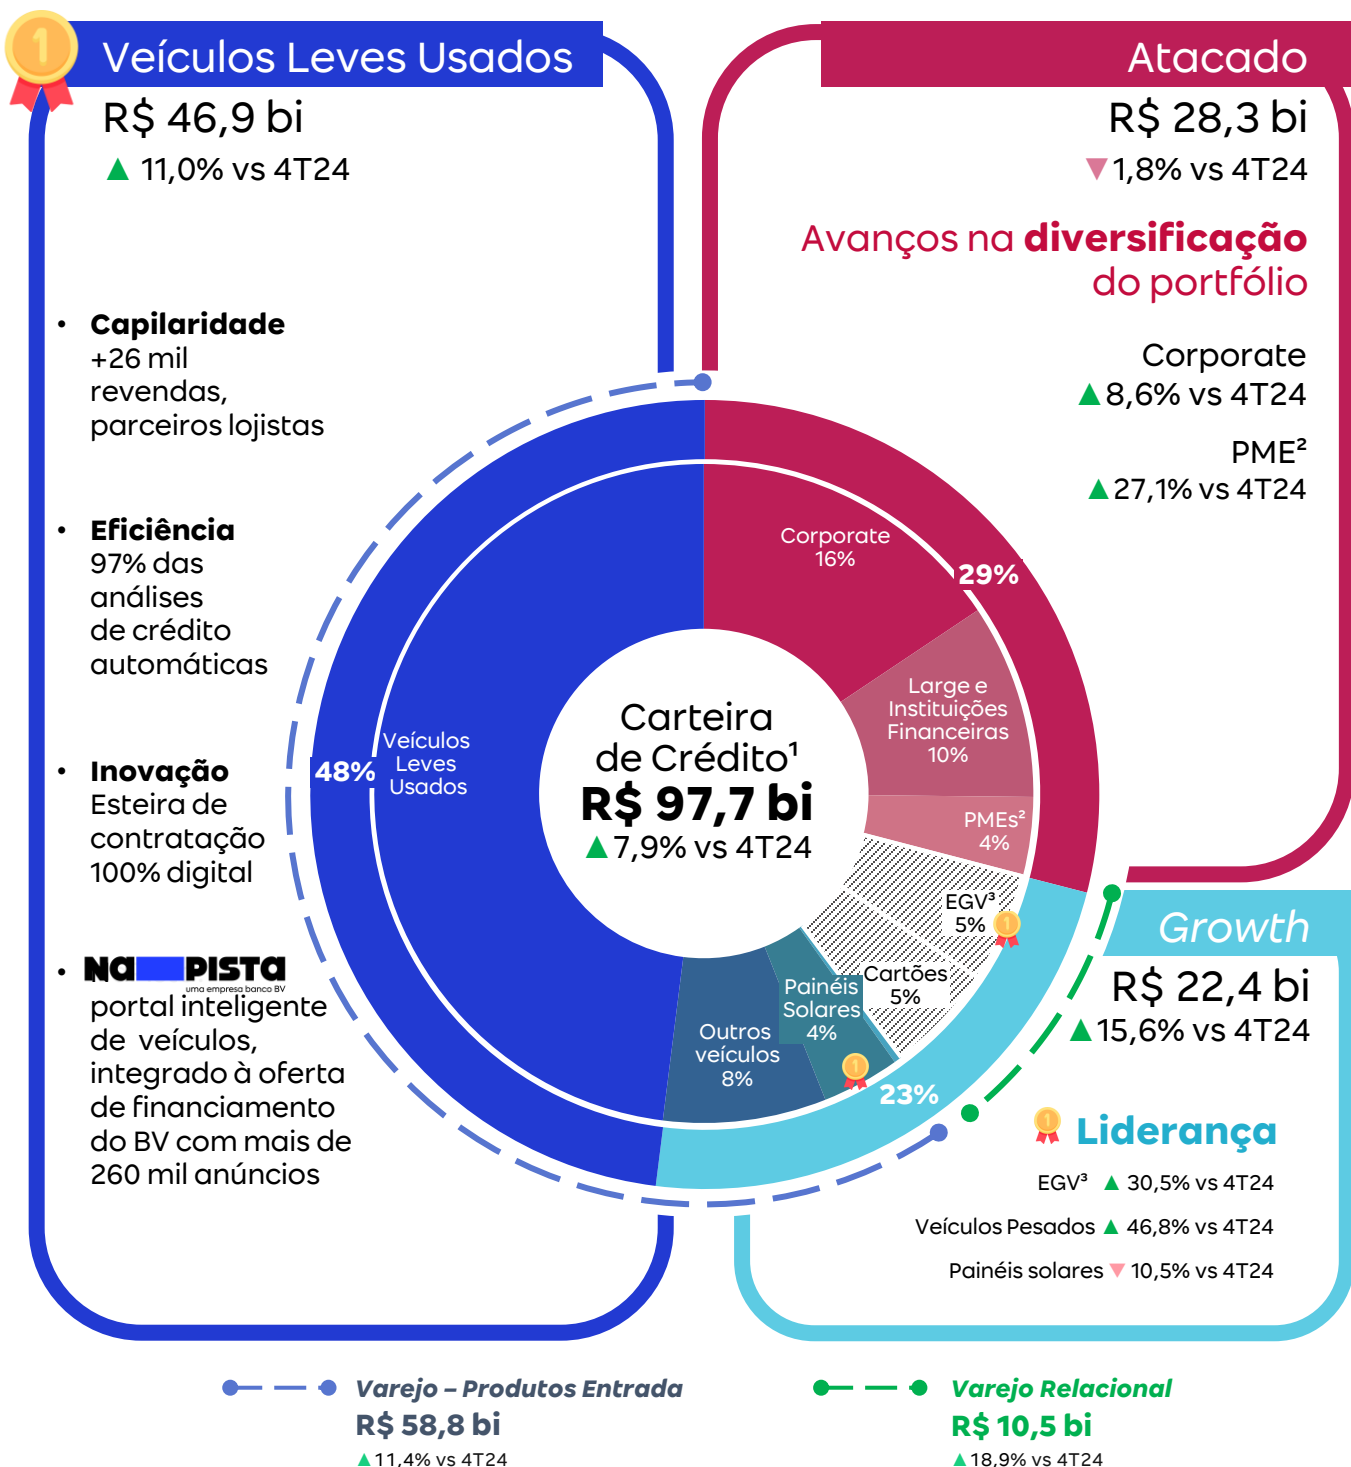 1
Veículos Leves Usados
R$ 46,9 bi
▲ 11,0% vs 4T24
• Capilaridade
+26 mil
revendas,
parceiros lojistas
• Eficiência
97% das
análises
de crédito
automáticas
• Inovação
Esteira de
contratação
100% digital
• NA PISTA
uma empresa banco BV
portal inteligente
de veículos,
integrado à oferta
de financiamento
do BV com mais de
260 mil anúncios
Atacado
R$ 28,3 bi
▼ 1,8% vs 4T24
Avanços na diversificação
do portfólio
Corporate
▲ 8,6% vs 4T24
PME²
▲ 27,1% vs 4T24
Corporate
16%
29%
Large e
Instituições
Financeiras
10%
PMEs²
4%
EGV³
5%
1
Cartões
5%
Painéis
Solares
4%
1
23%
Outros
veículos
8%
48%
Veículos
Leves
Usados
Carteira
de Crédito¹
R$ 97,7 bi
▲ 7,9% vs 4T24
Growth
R$ 22,4 bi
▲ 15,6% vs 4T24
1
Liderança
EGV³ ▲ 30,5% vs 4T24
Veículos Pesados ▲ 46,8% vs 4T24
Painéis solares ▼ 10,5% vs 4T24
Varejo – Produtos Entrada
R$ 58,8 bi
▲ 11,4% vs 4T24
Varejo Relacional
R$ 10,5 bi
▲ 18,9% vs 4T24